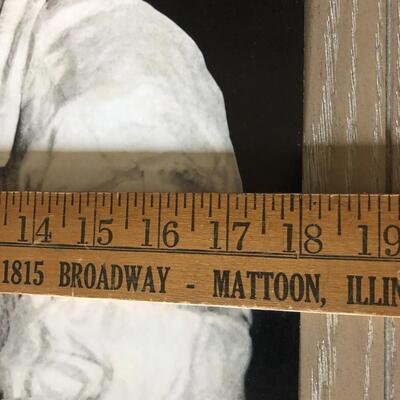 14 15 16 17 18 19
1815 BROADWAY - MATTOON, ILLIN